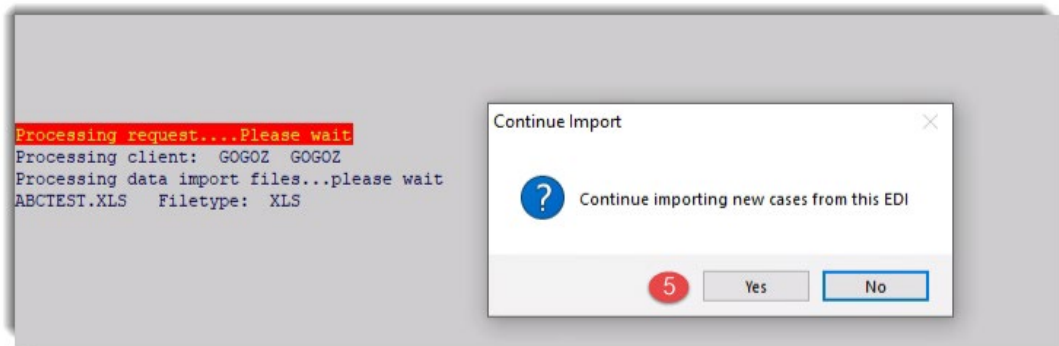 Processing request....Please wait
Processing client:  GOGOZ  GOGOZ
Processing data import files...please wait
ABCTEST.XLS   Filetype:  XLS
Continue Import
?
Continue importing new cases from this EDI
5
Yes
No